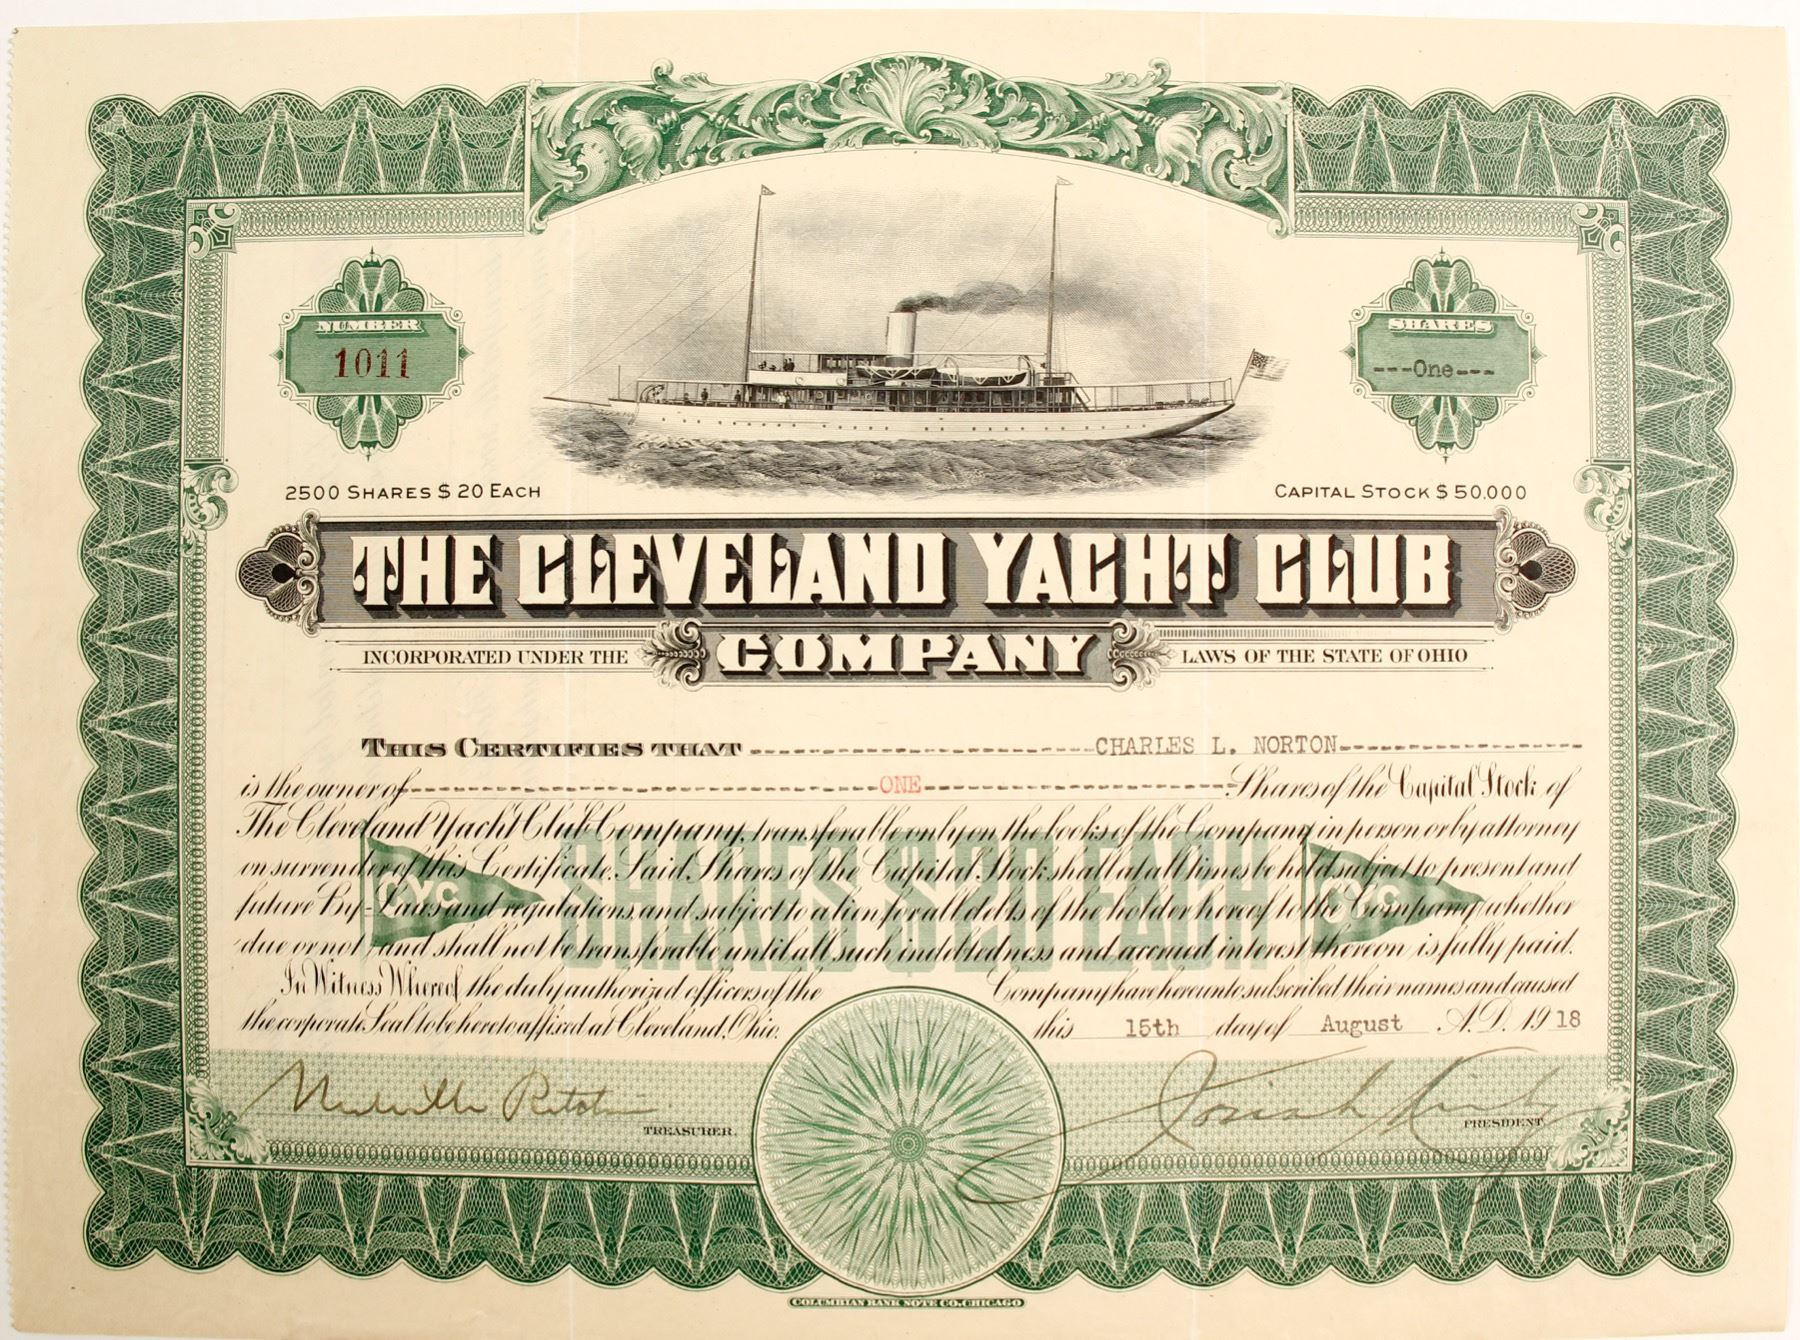 NUMBER
1011
SHARES
---One---
2500 SHARES $20 EACH
CAPITAL STOCK $50,000
THE CLEVELAND YACHT CLUB
COMPANY
INCORPORATED UNDER THE LAWS OF THE STATE OF OHIO
THIS CERTIFIES THAT CHARLES L. NORTON
is the owner of ONE Shares of the Capital Stock of
The Cleveland Yacht Club Company, transferable only on the books of the Company in person or by attorney
on surrender of this Certificate. Said Shares of the Capital Stock shall at all times be held subject to present and
future By-Laws and regulations, and subject to a lien for all debts of the holder hereof to the Company, whether
due or not, and shall not be transferable until all such indebtedness and accrued interest thereon is fully paid.
CYC SHARES $20 EACH CYC
In Witness Whereof the duly authorized officers of the Company have hereunto subscribed their names and caused
the corporate Seal to be hereto affixed at Cleveland, Ohio. this 15th day of August A.D. 1918
Josiah Kirby
TREASURER.
PRESIDENT.
COLUMBIAN BANK NOTE CO. CHICAGO